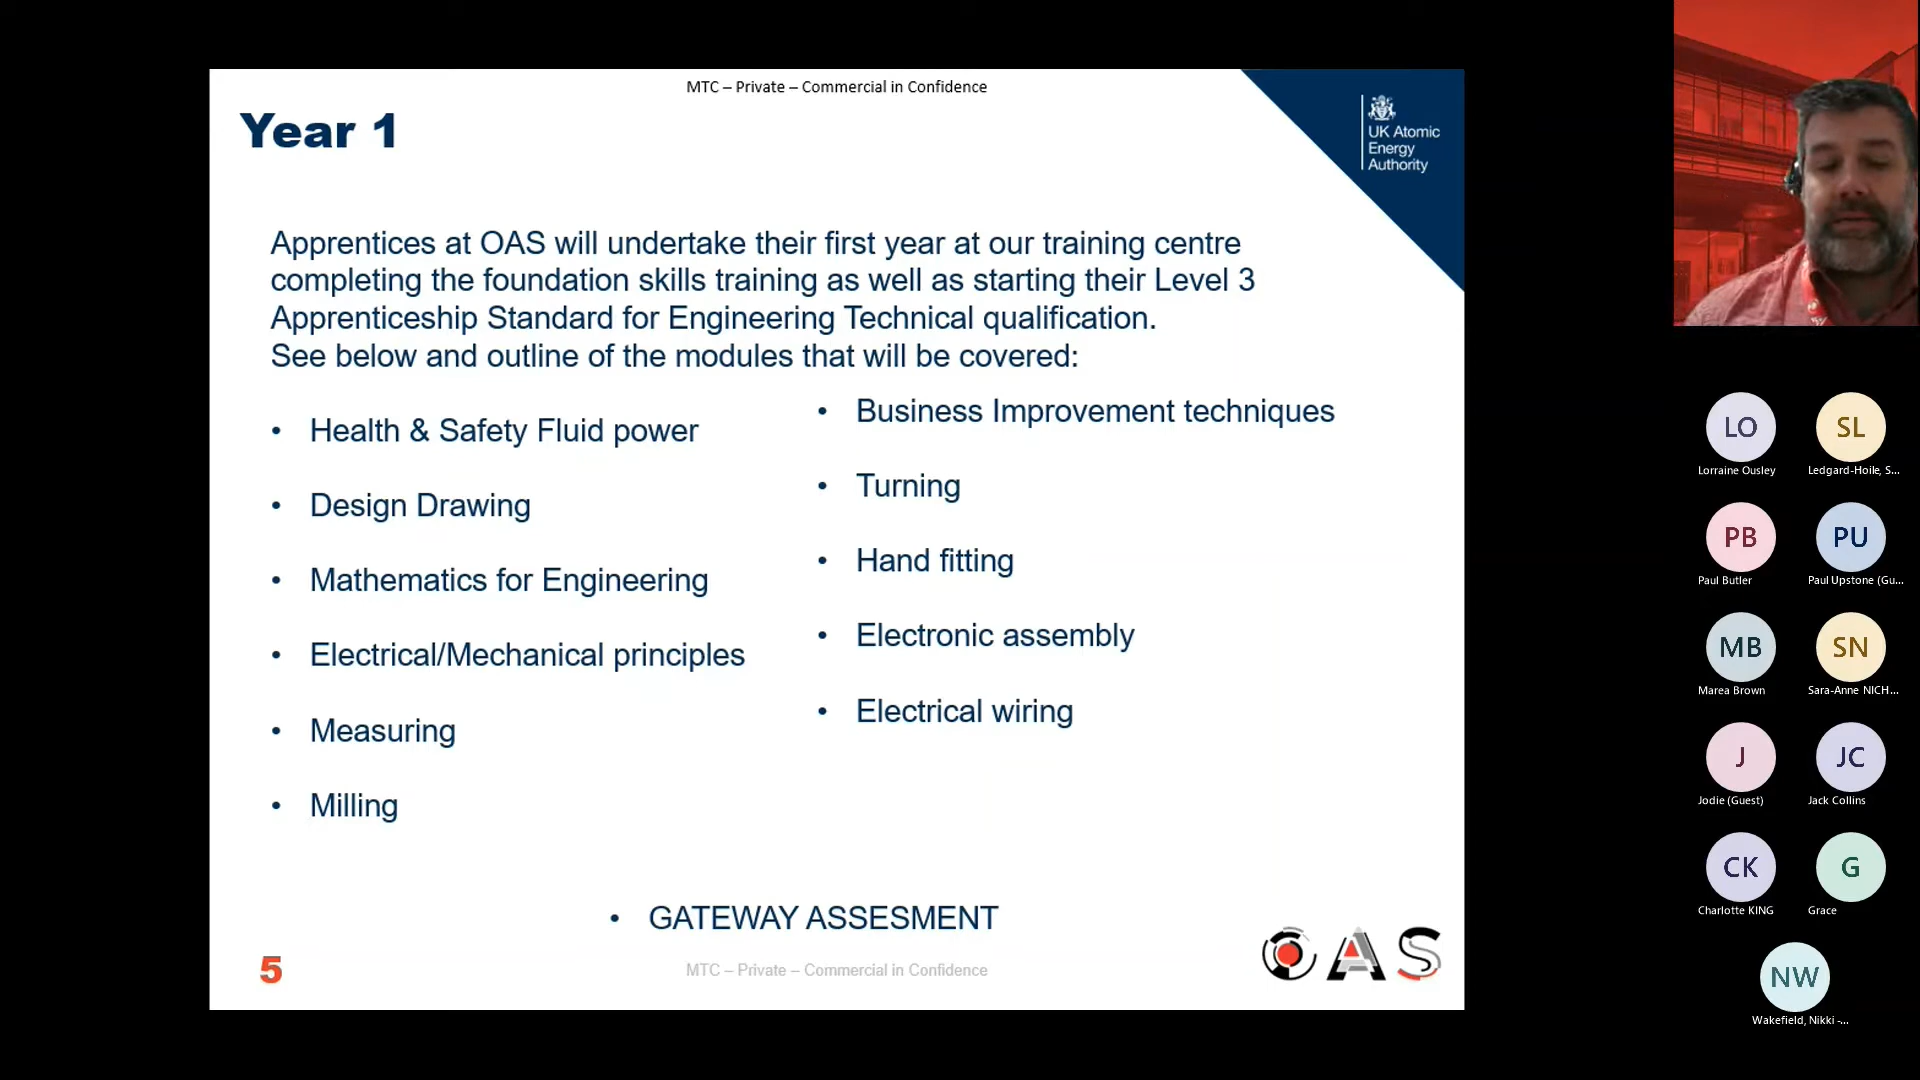 MTC – Private – Commercial in Confidence
Year 1
UK Atomic
Energy
Authority
Apprentices at OAS will undertake their first year at our training centre
completing the foundation skills training as well as starting their Level 3
Apprenticeship Standard for Engineering Technical qualification.
See below and outline of the modules that will be covered:
• Health & Safety Fluid power
• Design Drawing
• Mathematics for Engineering
• Electrical/Mechanical principles
• Measuring
• Milling
• Business Improvement techniques
• Turning
• Hand fitting
• Electronic assembly
• Electrical wiring
• GATEWAY ASSESMENT
5
MTC – Private – Commercial in Confidence
OAS
LO
Lorraine Ousley
SL
Ledgard-Hoile, S...
PB
Paul Butler
PU
Paul Upstone (Gu...
MB
Marea Brown
SN
Sara-Anne NICH...
J
Jodie (Guest)
JC
Jack Collins
CK
Charlotte KING
G
Grace
NW
Wakefield, Nikki -...